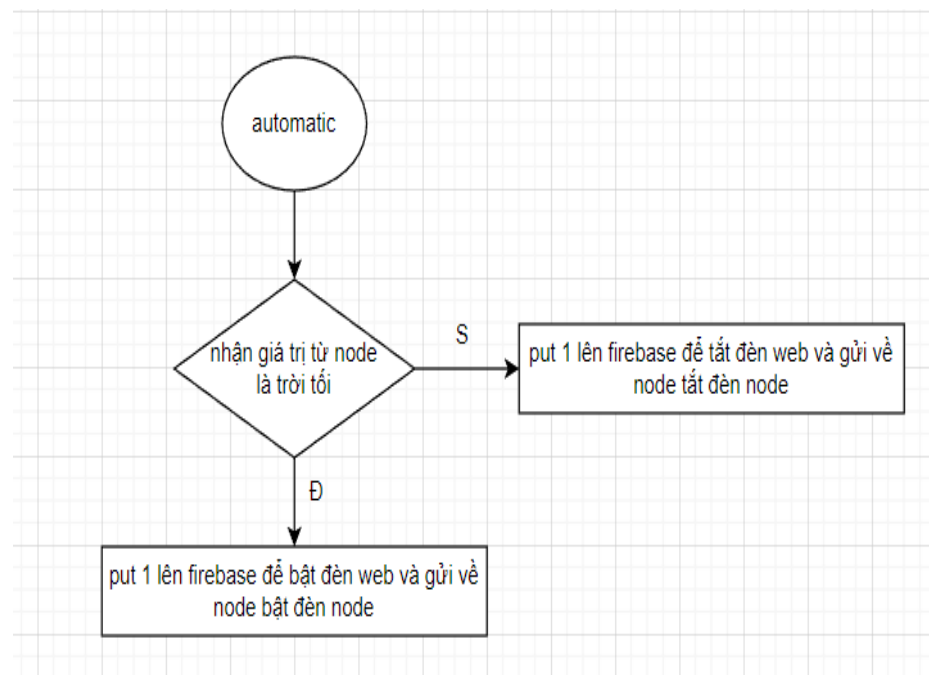 automatic
nhận giá trị từ node
là trời tối
S
put 1 lên firebase để tắt đèn web và gửi về
node tắt đèn node
Đ
put 1 lên firebase để bật đèn web và gửi về
node bật đèn node